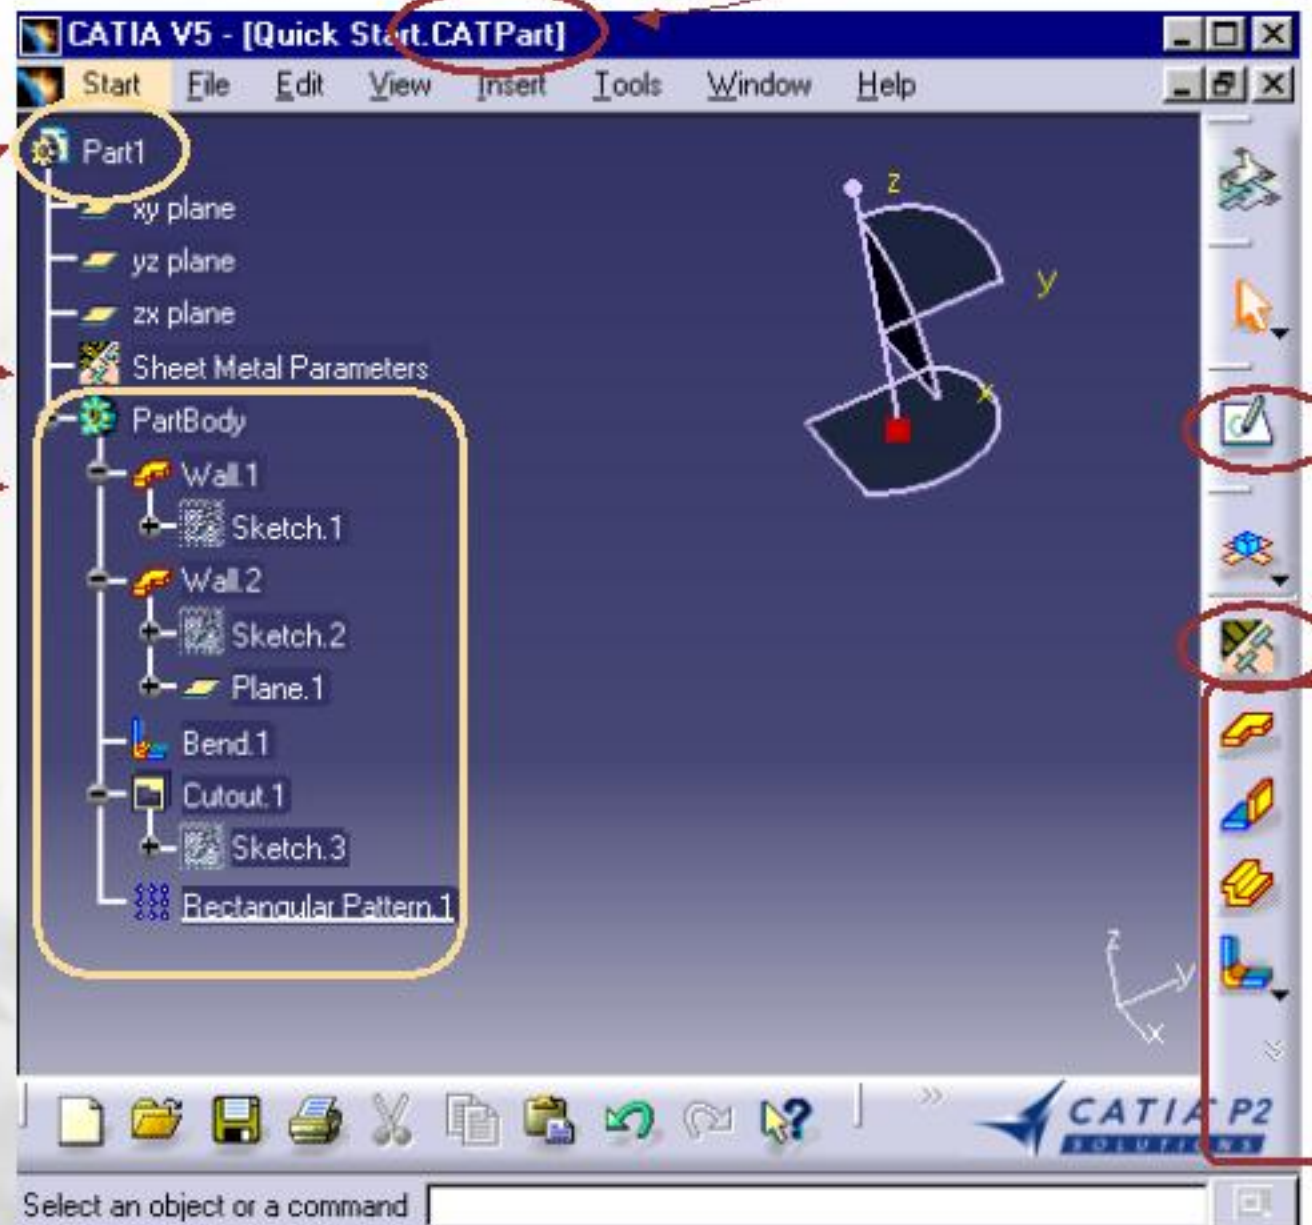 CATIA V5 - [Quick Start.CATPart]
Start File Edit View Insert Tools Window Help
Part1
xy plane
yz plane
zx plane
Sheet Metal Parameters
PartBody
Wall.1
Sketch.1
Wall.2
Sketch.2
Plane.1
Bend.1
Cutout.1
Sketch.3
Rectangular Pattern.1
z
y
x
z
y
x
CATIA P2
SOLUTIONS
Select an object or a command